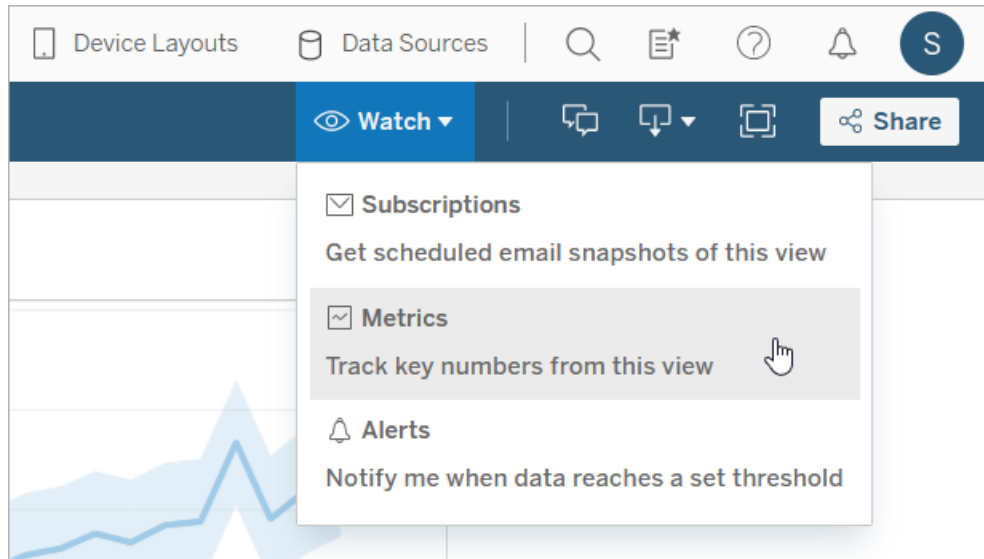 Device Layouts
Data Sources
S
Watch
Share
Subscriptions
Get scheduled email snapshots of this view
Metrics
Track key numbers from this view
Alerts
Notify me when data reaches a set threshold